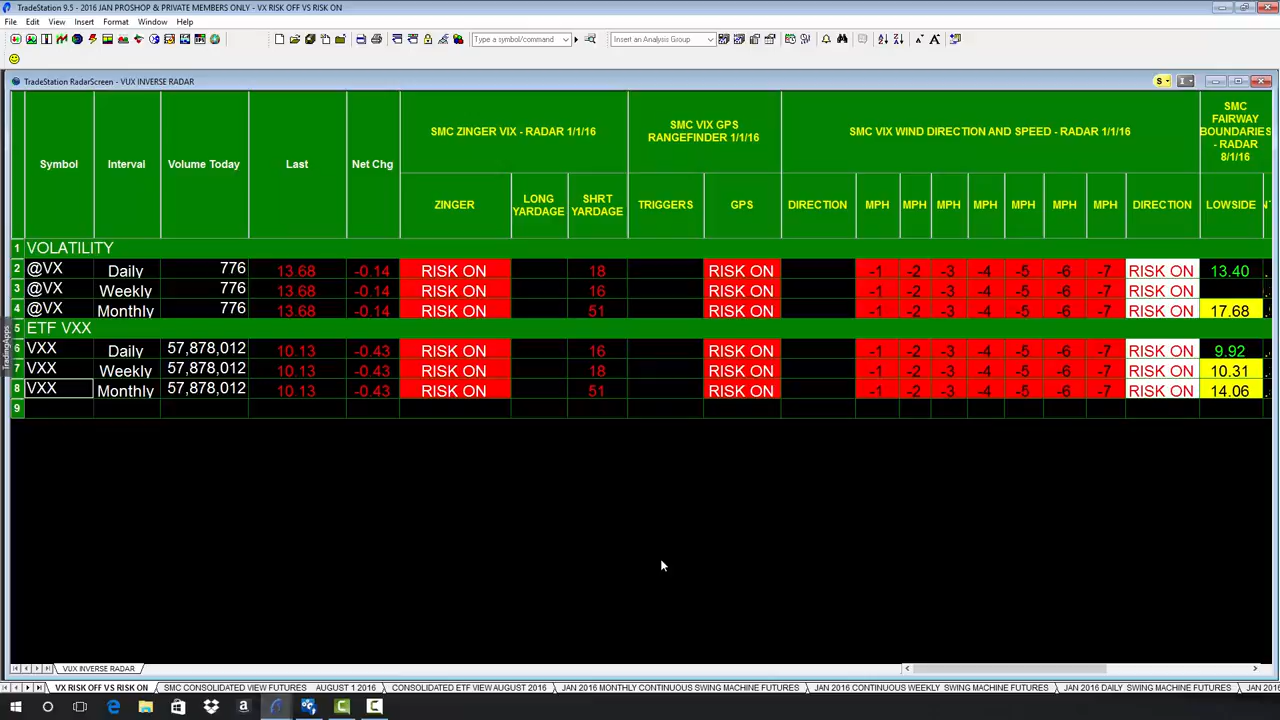 TradeStation 9.5 - 2016 JAN PROSHOP & PRIVATE MEMBERS ONLY - VX RISK OFF VS RISK ON
File Edit View Insert Format Window Help
Type a symbol/command Insert an Analysis Group
TradeStation RadarScreen - VUX INVERSE RADAR
Symbol Interval Volume Today Last Net Chg SMC ZINGER VIX - RADAR 1/1/16 SMC VIX GPS RANGEFINDER 1/1/16 SMC VIX WIND DIRECTION AND SPEED - RADAR 1/1/16 SMC FAIRWAY BOUNDARIES - RADAR 8/1/16
ZINGER LONG YARDAGE SHRT YARDAGE TRIGGERS GPS DIRECTION MPH MPH MPH MPH MPH MPH MPH DIRECTION LOWSIDE
1 VOLATILITY
2 @VX Daily 776 13.68 -0.14 RISK ON 18 RISK ON -1 -2 -3 -4 -5 -6 -7 RISK ON 13.40
3 @VX Weekly 776 13.68 -0.14 RISK ON 16 RISK ON -1 -2 -3 -4 -5 -6 -7 RISK ON
4 @VX Monthly 776 13.68 -0.14 RISK ON 51 RISK ON -1 -2 -3 -4 -5 -6 -7 RISK ON 17.68
5 ETF VXX
6 VXX Daily 57,878,012 10.13 -0.43 RISK ON 16 RISK ON -1 -2 -3 -4 -5 -6 -7 RISK ON 9.92
7 VXX Weekly 57,878,012 10.13 -0.43 RISK ON 18 RISK ON -1 -2 -3 -4 -5 -6 -7 RISK ON 10.31
8 VXX Monthly 57,878,012 10.13 -0.43 RISK ON 51 RISK ON -1 -2 -3 -4 -5 -6 -7 RISK ON 14.06
9
TradingApps
VUX INVERSE RADAR
VX RISK OFF VS RISK ON SMC CONSOLIDATED VIEW FUTURES AUGUST 1 2016 CONSOLIDATED ETF VIEW AUGUST 2016 JAN 2016 MONTHLY CONTINUOUS SWING MACHINE FUTURES JAN 2016 CONTINUOUS WEEKLY SWING MACHINE FUTURES JAN 2016 DAILY SWING MACHINE FUTURES JAN 2016